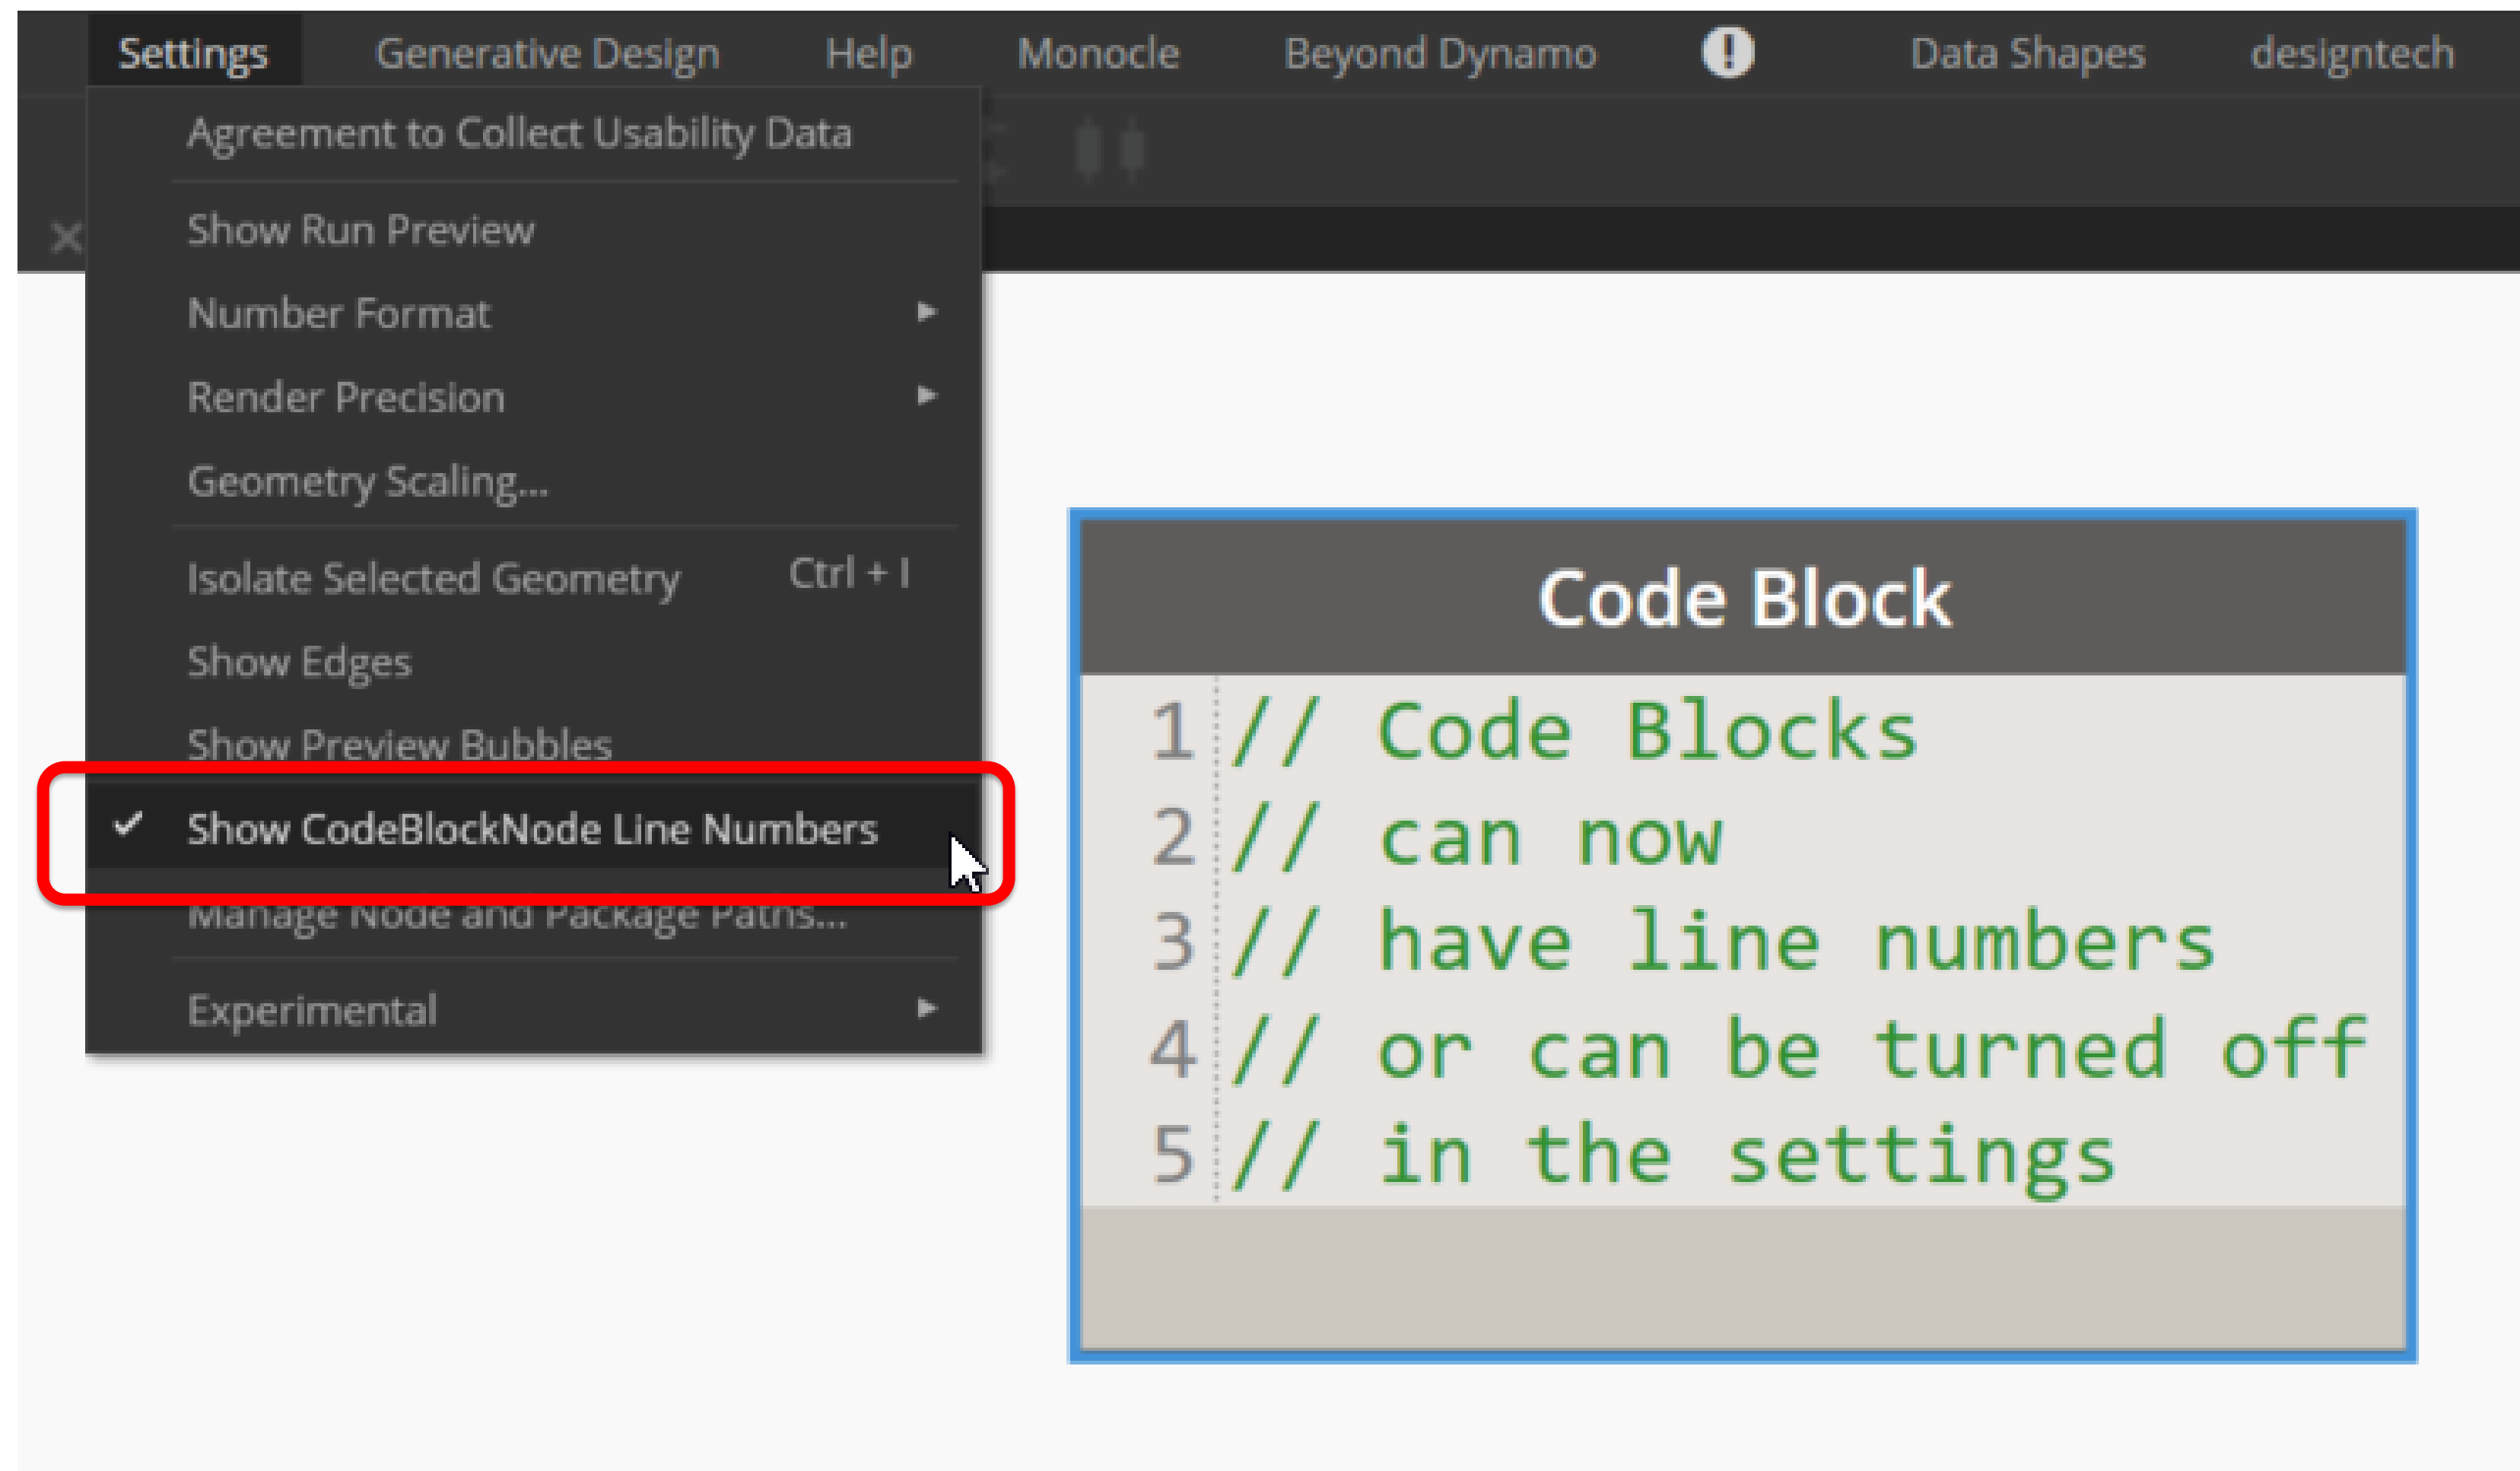 Settings Generative Design Help Monocle Beyond Dynamo ! Data Shapes designtech
Agreement to Collect Usability Data
Show Run Preview
Number Format
Render Precision
Geometry Scaling...
Isolate Selected Geometry Ctrl + I
Show Edges
Show Preview Bubbles
Show CodeBlockNode Line Numbers
Manage Node and Package Paths...
Experimental
Code Block
1 // Code Blocks
2 // can now
3 // have line numbers
4 // or can be turned off
5 // in the settings